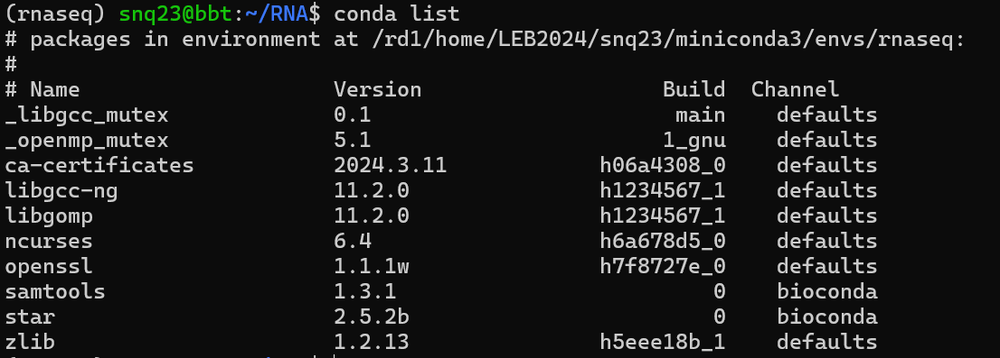 (rnaseq) snq23@bbt:~/RNA$ conda list
# packages in environment at /rd1/home/LEB2024/snq23/miniconda3/envs/rnaseq:
#
# Name                    Version                   Build  Channel
_libgcc_mutex             0.1                        main    defaults
_openmp_mutex             5.1                       1_gnu    defaults
ca-certificates           2024.3.11            h06a4308_0    defaults
libgcc-ng                 11.2.0               h1234567_1    defaults
libgomp                   11.2.0               h1234567_1    defaults
ncurses                   6.4                  h6a678d5_0    defaults
openssl                   1.1.1w               h7f8727e_0    defaults
samtools                  1.3.1                         0    bioconda
star                      2.5.2b                        0    bioconda
zlib                      1.2.13               h5eee18b_1    defaults